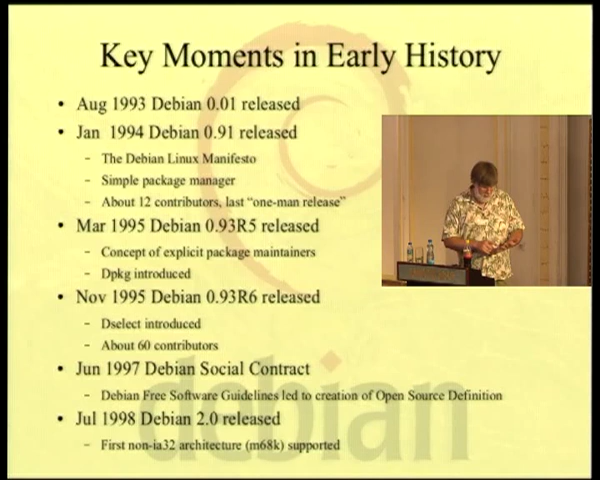 Key Moments in Early History
• Aug 1993 Debian 0.01 released
• Jan 1994 Debian 0.91 released
– The Debian Linux Manifesto
– Simple package manager
– About 12 contributors, last “one-man release”
• Mar 1995 Debian 0.93R5 released
– Concept of explicit package maintainers
– Dpkg introduced
• Nov 1995 Debian 0.93R6 released
– Dselect introduced
– About 60 contributors
• Jun 1997 Debian Social Contract
– Debian Free Software Guidelines led to creation of Open Source Definition
• Jul 1998 Debian 2.0 released
– First non-ia32 architecture (m68k) supported
debian